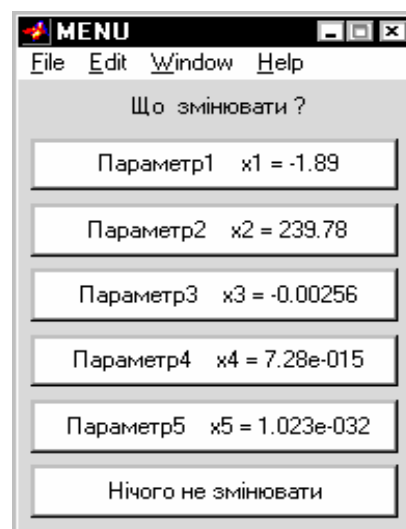 MENU
File Edit Window Help
Що змінювати ?
Параметр1 x1 = -1.89
Параметр2 x2 = 239.78
Параметр3 x3 = -0.00256
Параметр4 x4 = 7.28e-015
Параметр5 x5 = 1.023e-032
Нічого не змінювати